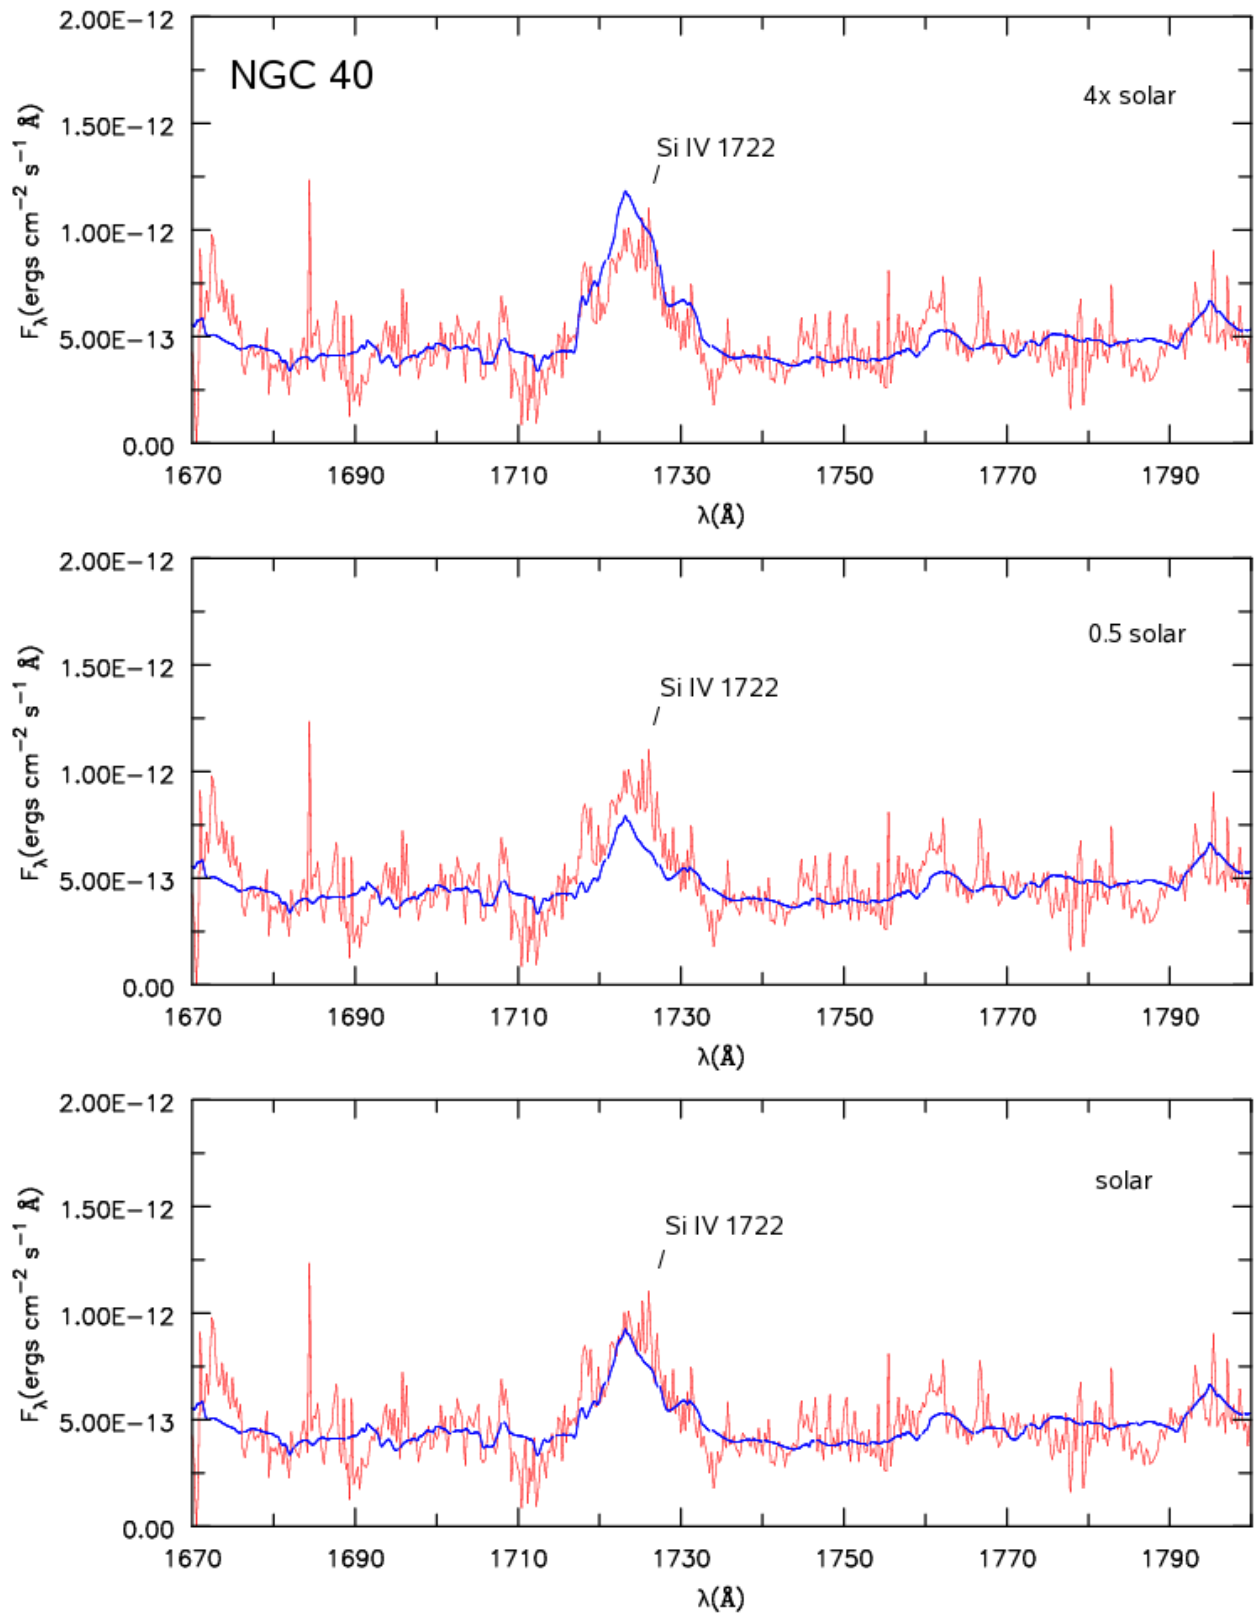 2.00E−12
NGC 40
4x solar
1.50E−12
Si IV 1722
1.00E−12
5.00E−13
0.00
F_λ(ergs cm⁻² s⁻¹ Å)
1670 1690 1710 1730 1750 1770 1790
λ(Å)
2.00E−12
0.5 solar
1.50E−12
Si IV 1722
1.00E−12
5.00E−13
0.00
F_λ(ergs cm⁻² s⁻¹ Å)
1670 1690 1710 1730 1750 1770 1790
λ(Å)
2.00E−12
solar
1.50E−12
Si IV 1722
1.00E−12
5.00E−13
0.00
F_λ(ergs cm⁻² s⁻¹ Å)
1670 1690 1710 1730 1750 1770 1790
λ(Å)